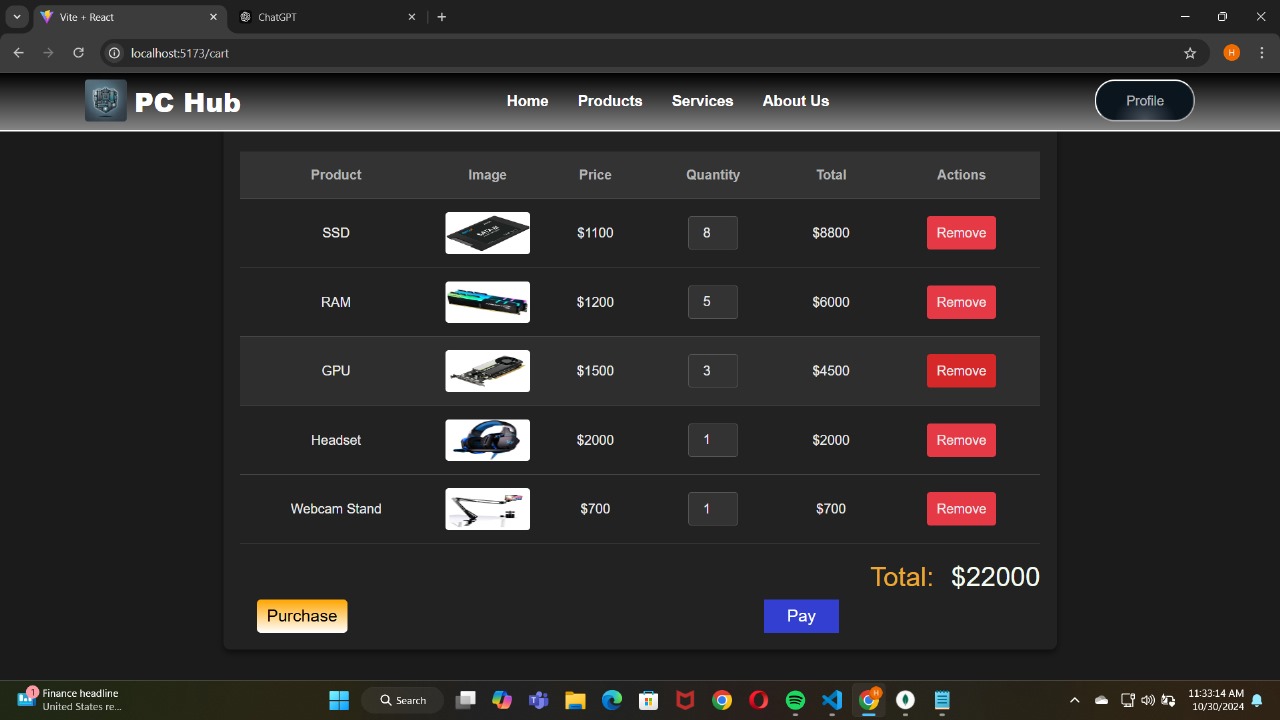 Vite + React
ChatGPT
localhost:5173/cart
H
PC Hub
Home Products Services About Us
Profile
Product Image Price Quantity Total Actions
SSD $1100 8 $8800 Remove
RAM $1200 5 $6000 Remove
GPU $1500 3 $4500 Remove
Headset $2000 1 $2000 Remove
Webcam Stand $700 1 $700 Remove
Total: $22000
Purchase
Pay
1
Finance headline
United States re...
Search
H
11:33:14 AM
10/30/2024